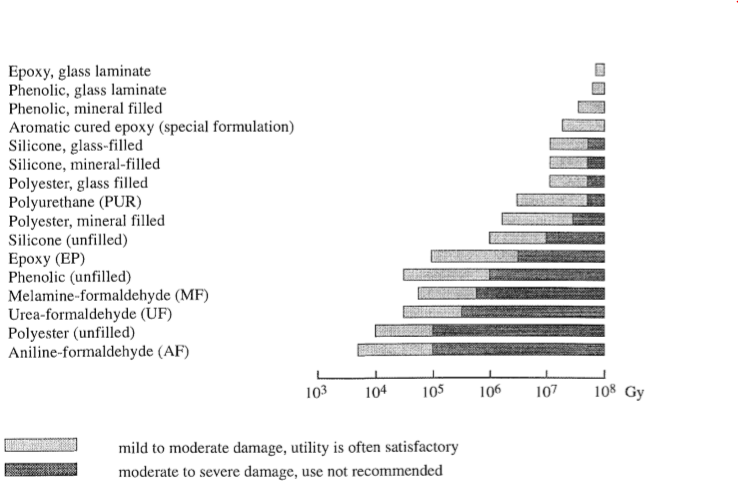 Epoxy, glass laminate
Phenolic, glass laminate
Phenolic, mineral filled
Aromatic cured epoxy (special formulation)
Silicone, glass-filled
Silicone, mineral-filled
Polyester, glass filled
Polyurethane (PUR)
Polyester, mineral filled
Silicone (unfilled)
Epoxy (EP)
Phenolic (unfilled)
Melamine-formaldehyde (MF)
Urea-formaldehyde (UF)
Polyester (unfilled)
Aniline-formaldehyde (AF)
10³ 10⁴ 10⁵ 10⁶ 10⁷ 10⁸ Gy
mild to moderate damage, utility is often satisfactory
moderate to severe damage, use not recommended